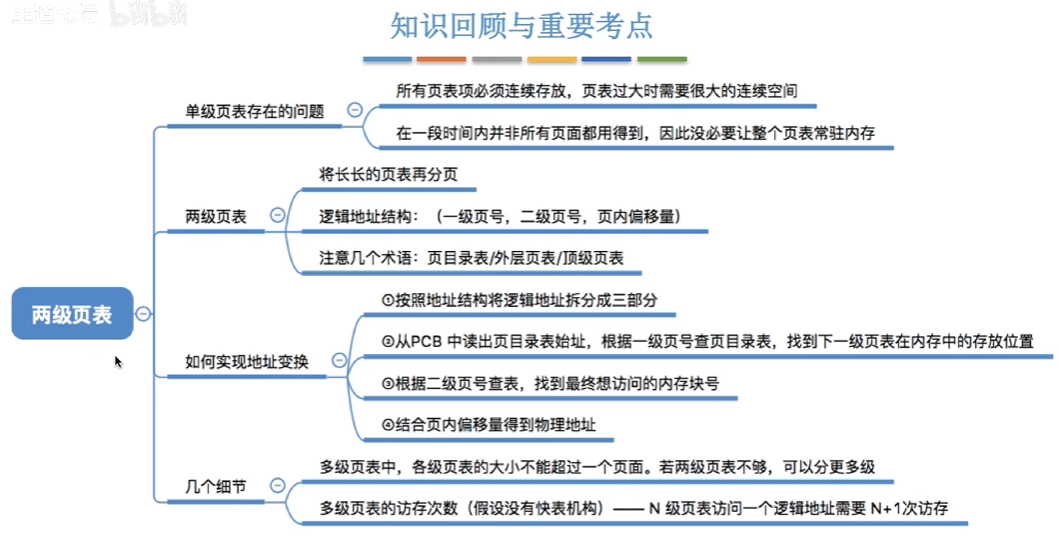 bilibili
知识回顾与重要考点
单级页表存在的问题
所有页表项必须连续存放，页表过大时需要很大的连续空间
在一段时间内并非所有页面都用得到，因此没必要让整个页表常驻内存
两级页表
将长长的页表再分页
逻辑地址结构：（一级页号，二级页号，页内偏移量）
注意几个术语：页目录表/外层页表/顶级页表
两级页表
如何实现地址变换
①按照地址结构将逻辑地址拆分成三部分
②从PCB 中读出页目录表始址，根据一级页号查页目录表，找到下一级页表在内存中的存放位置
③根据二级页号查表，找到最终想访问的内存块号
④结合页内偏移量得到物理地址
几个细节
多级页表中，各级页表的大小不能超过一个页面。若两级页表不够，可以分更多级
多级页表的访存次数（假设没有快表机构）—— N 级页表访问一个逻辑地址需要 N+1次访存